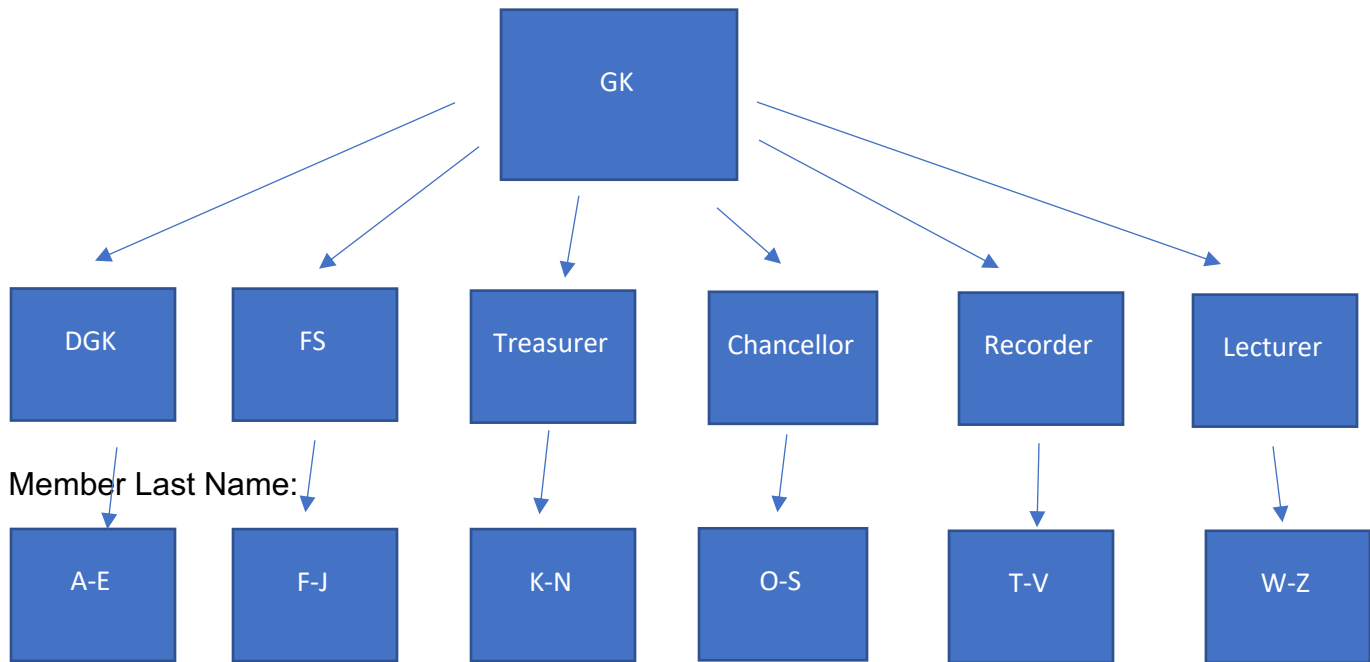 GK
DGK
FS
Treasurer
Chancellor
Recorder
Lecturer
Member Last Name:
A-E
F-J
K-N
O-S
T-V
W-Z